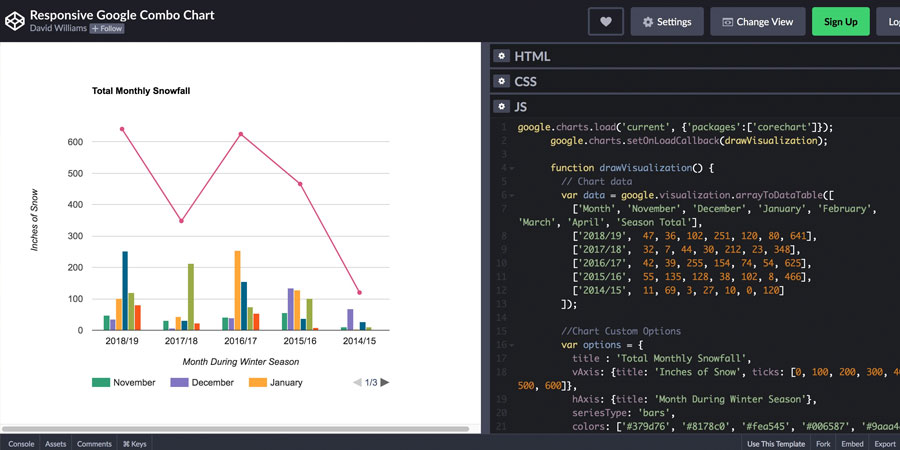 Responsive Google Combo Chart
David Williams + Follow
Settings
Change View
Sign Up
Total Monthly Snowfall
Inches of Snow
600
500
400
300
200
100
0
2018/19 2017/18 2016/17 2015/16 2014/15
Month During Winter Season
November December January 1/3
HTML
CSS
JS
1 google.charts.load('current', {'packages':['corechart']});
2 google.charts.setOnLoadCallback(drawVisualization);
3
4 function drawVisualization() {
5 // Chart data
6 var data = google.visualization.arrayToDataTable([
7 ['Month', 'November', 'December', 'January', 'February',
'March', 'April', 'Season Total'],
8 ['2018/19', 47, 36, 102, 251, 120, 80, 641],
9 ['2017/18', 32, 7, 44, 30, 212, 23, 348],
10 ['2016/17', 42, 39, 255, 154, 74, 54, 625],
11 ['2015/16', 55, 135, 128, 38, 102, 8, 466],
12 ['2014/15', 11, 69, 3, 27, 10, 0, 120]
13 ]);
14
15 //Chart Custom Options
16 var options = {
17 title : 'Total Monthly Snowfall',
18 vAxis: {title: 'Inches of Snow', ticks: [0, 100, 200, 300,
500, 600]},
19 hAxis: {title: 'Month During Winter Season'},
20 seriesType: 'bars',
21 colors: ['#379d76', '#8178c0', '#fea545', '#006587',
Console Assets Comments ⌘ Keys Use This Template Fork Embed Export